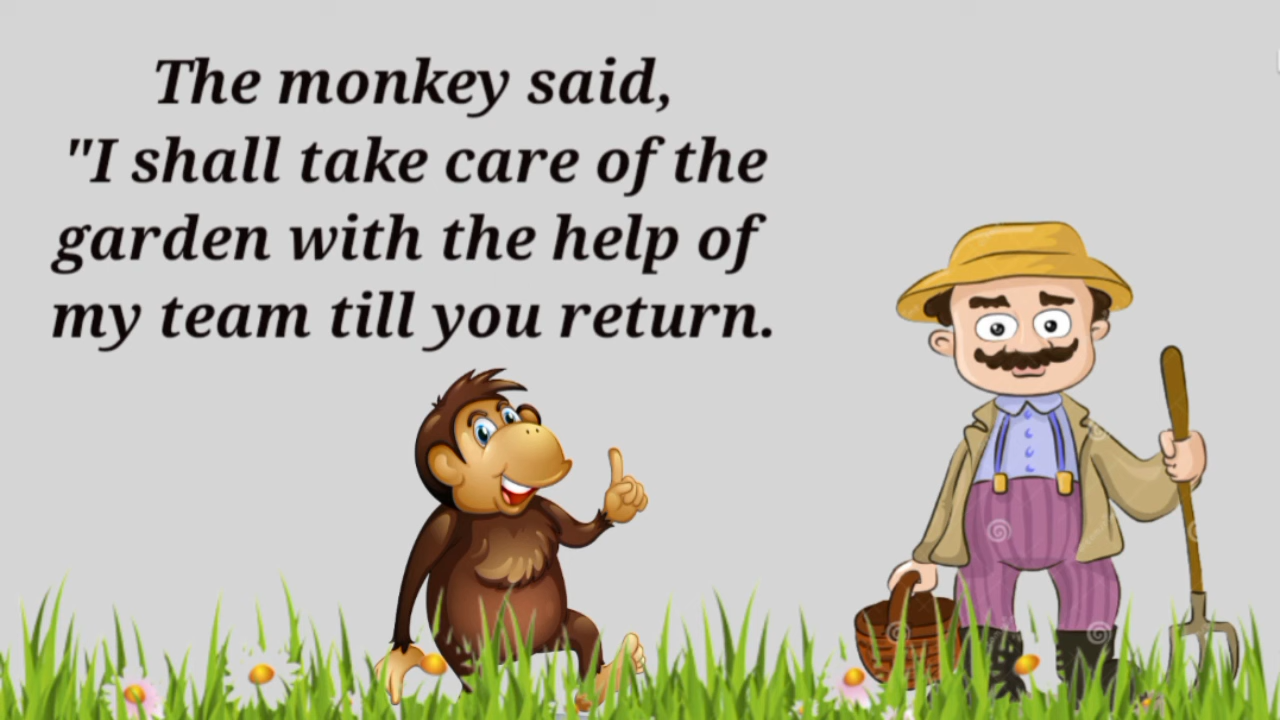 The monkey said,
"I shall take care of the
garden with the help of
my team till you return.